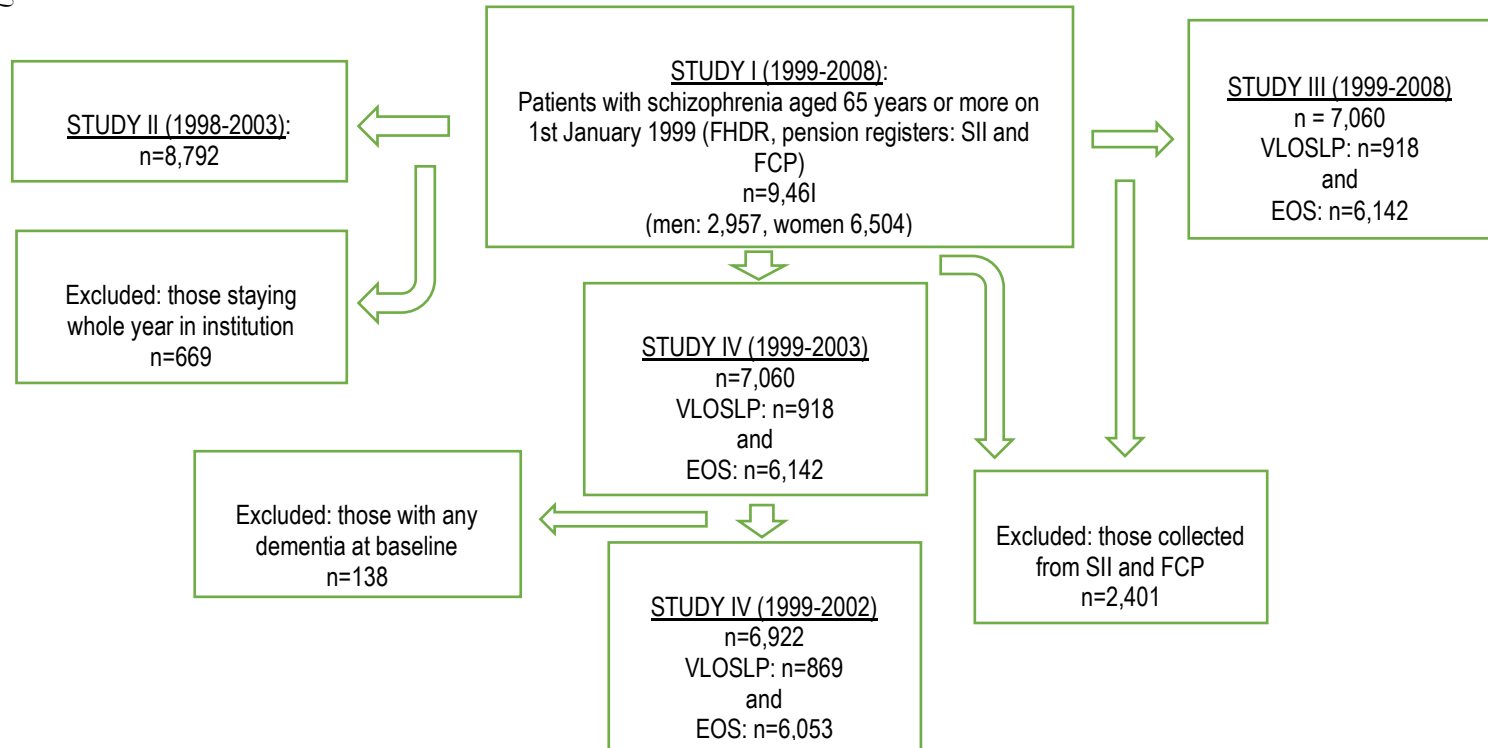 STUDY I (1999-2008):
Patients with schizophrenia aged 65 years or more on
1st January 1999 (FHDR, pension registers: SII and
FCP)
n=9,46I
(men: 2,957, women 6,504)
STUDY II (1998-2003):
n=8,792
STUDY III (1999-2008)
n = 7,060
VLOSLP: n=918
and
EOS: n=6,142
Excluded: those staying
whole year in institution
n=669
STUDY IV (1999-2003)
n=7,060
VLOSLP: n=918
and
EOS: n=6,142
Excluded: those with any
dementia at baseline
n=138
Excluded: those collected
from SII and FCP
n=2,401
STUDY IV (1999-2002)
n=6,922
VLOSLP: n=869
and
EOS: n=6,053